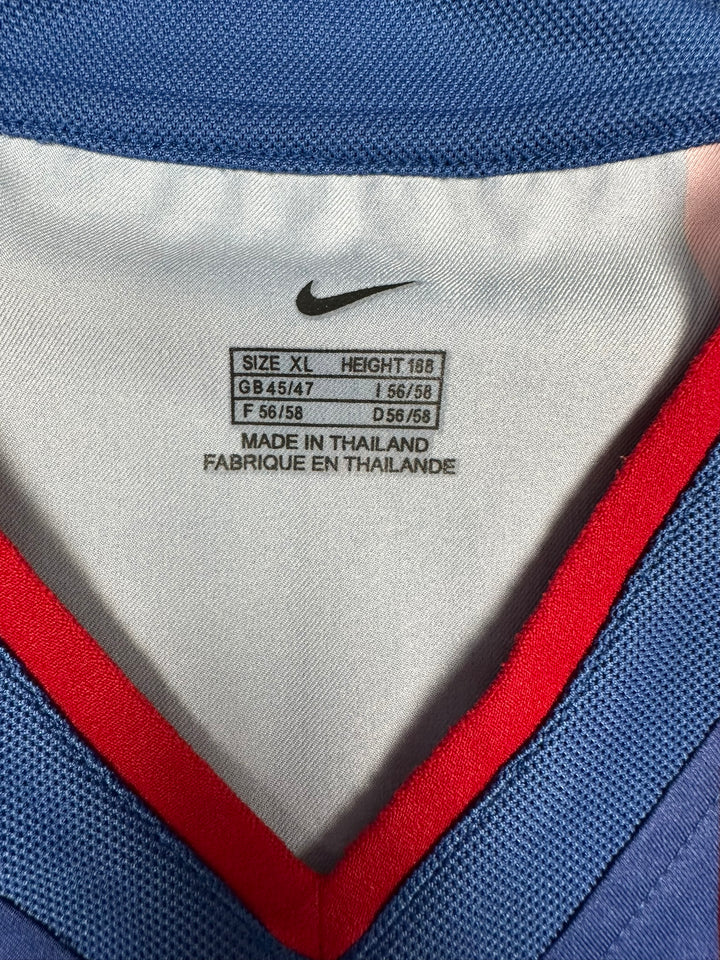 SIZE XL HEIGHT 188
GB 45/47 I 56/58
F 56/58 D 56/58
MADE IN THAILAND
FABRIQUE EN THAILANDE